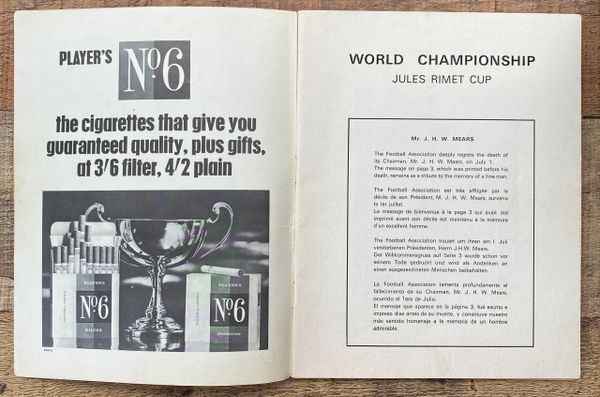 PLAYER'S
Nº6
the cigarettes that give you
guaranteed quality, plus gifts,
at 3'/6 filter, 4'/2 plain
Nº6
FILTER
Nº6
WORLD CHAMPIONSHIP
JULES RIMET CUP
Mr. J. H. W. MEARS
The Football Association deeply regrets the death of
its Chairman, Mr. J. H. W. Mears, on July 1.
The message on page 3, which was printed before his
death, remains as a tribute to the memory of a fine man.
The Football Association est très affligée par le
décès de son Président, M. J. H. W. Mears, survenu
le 1er juillet.
Le message de bienvenue à la page 3 qui avait été
imprimé avant son décès est maintenu à la mémoire
d'un excellent homme.
The Football Association trauert um ihren am 1. Juli
verstorbenen Präsidenten, Herrn J.H.W. Mears.
Der Willkommensgruss auf Seite 3 wurde schon vor
seinem Tode gedruckt und wird als Andenken an
einen ausgezeichneten Menschen beibehalten.
La Football Association lamenta profundamente el
fallecimiento de su Chairman, Mr. J. H. W. Mears,
ocurrido el 1ero de Julio.
El mensaje que aparece en la página 3, fué escrito e
impreso días antes de su muerte, y constituye nuestro
más sencido homenaje a la memoria de un hombre
admirable.